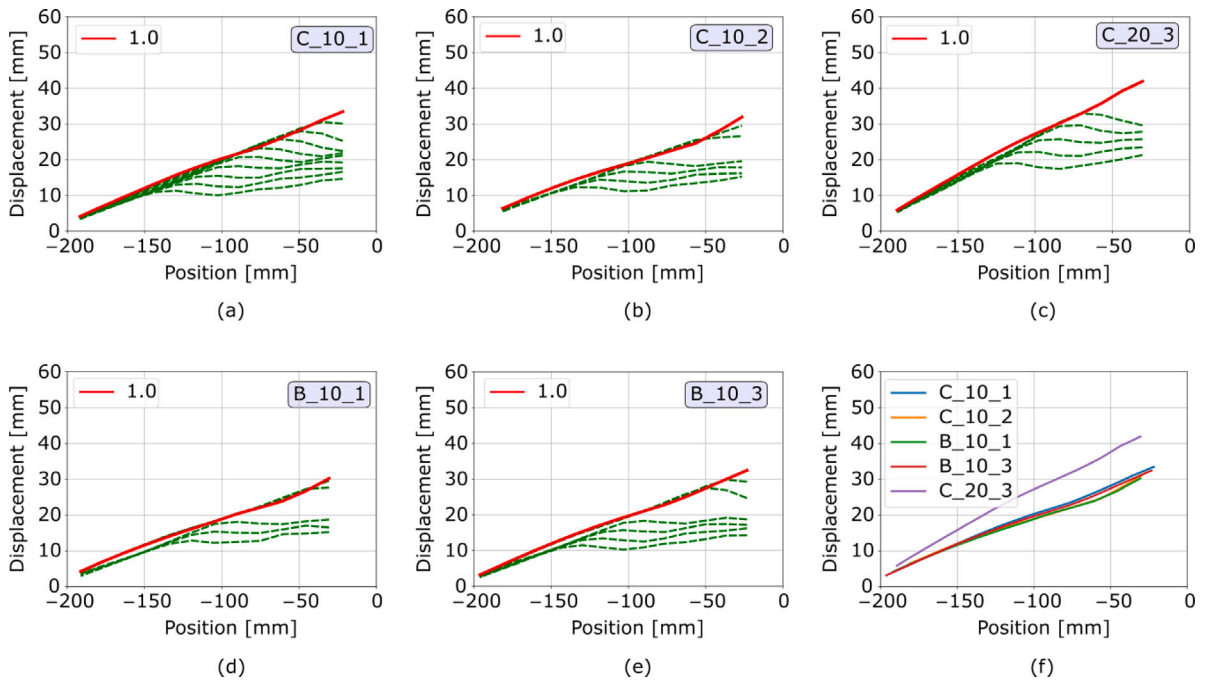 60
50
40
30
20
10
0
Displacement [mm]
1.0
C_10_1
−200 −150 −100 −50 0
Position [mm]
(a)
60
50
40
30
20
10
0
Displacement [mm]
1.0
C_10_2
−200 −150 −100 −50 0
Position [mm]
(b)
60
50
40
30
20
10
0
Displacement [mm]
1.0
C_20_3
−200 −150 −100 −50 0
Position [mm]
(c)
60
50
40
30
20
10
0
Displacement [mm]
1.0
B_10_1
−200 −150 −100 −50 0
Position [mm]
(d)
60
50
40
30
20
10
0
Displacement [mm]
1.0
B_10_3
−200 −150 −100 −50 0
Position [mm]
(e)
60
50
40
30
20
10
0
Displacement [mm]
C_10_1
C_10_2
B_10_1
B_10_3
C_20_3
−200 −150 −100 −50 0
Position [mm]
(f)